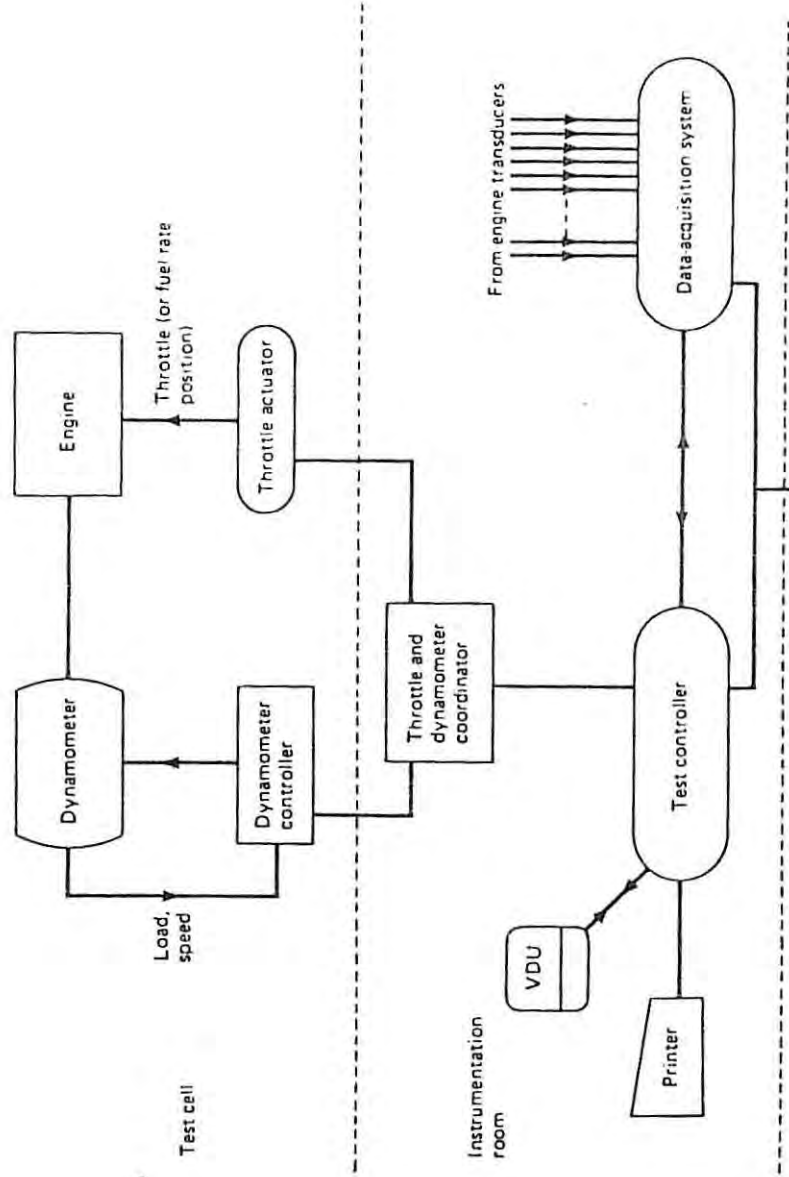 Test cell
Dynamometer
Engine
Load,
speed
Dynamometer
controller
Throttle (or fuel rate
position)
Throttle actuator
Instrumentation
room
Throttle and
dynamometer
coordinator
From engine transducers
VDU
Printer
Test controller
Data-acquisition system